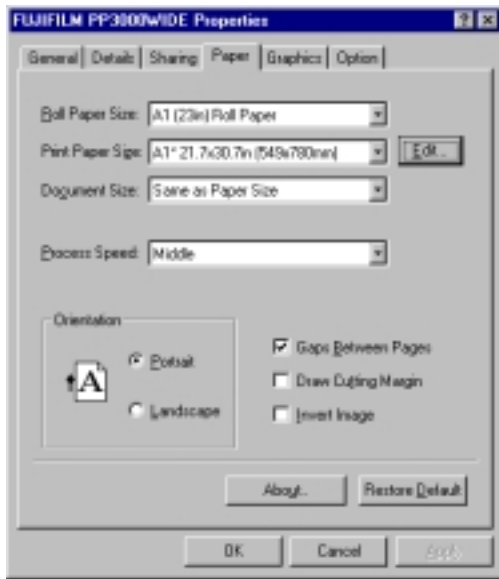 FUJIFILM PP3000WIDE Properties
General Details Sharing Paper Graphics Option
Roll Paper Size: A1 (23in) Roll Paper
Print Paper Size: A1* 21.7x30.7in (549x780mm) Edit...
Document Size: Same as Paper Size
Process Speed: Middle
Orientation
Portrait
Landscape
A
Gaps Between Pages
Draw Cutting Margin
Invert Image
About... Restore Default
OK Cancel Apply